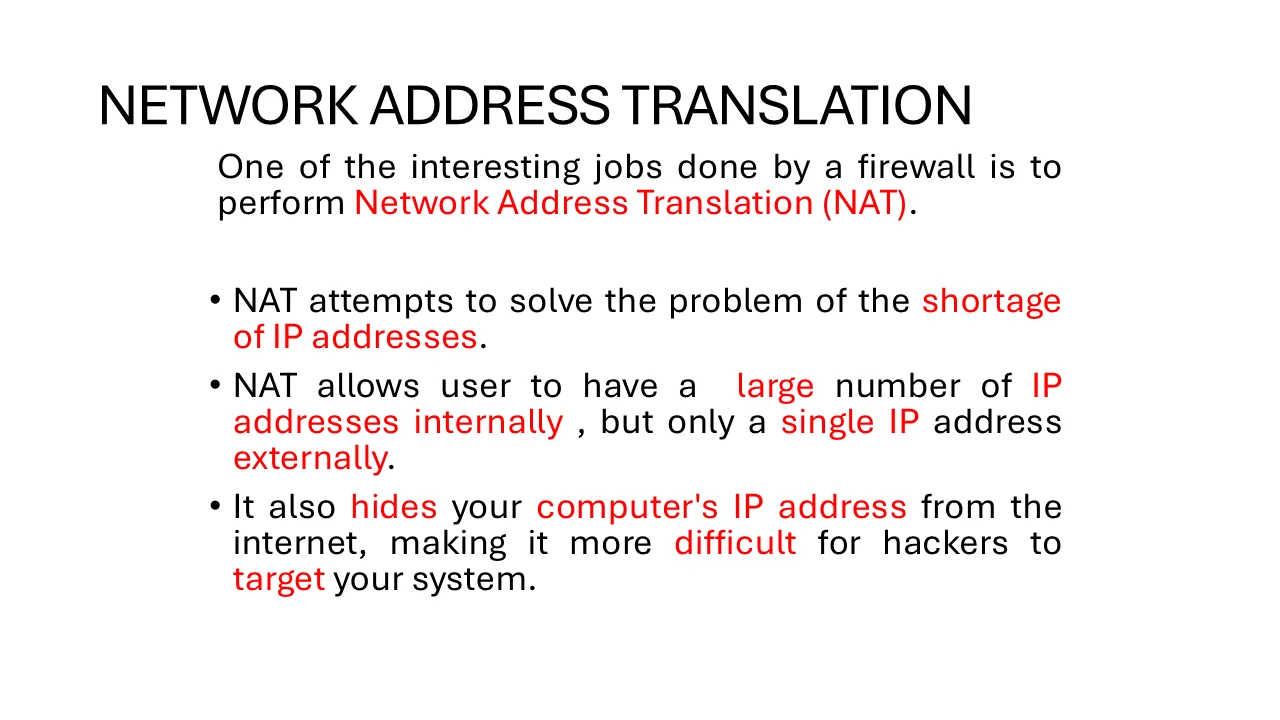 NETWORK ADDRESS TRANSLATION
One of the interesting jobs done by a firewall is to
perform Network Address Translation (NAT).
• NAT attempts to solve the problem of the shortage
of IP addresses.
• NAT allows user to have a large number of IP
addresses internally , but only a single IP address
externally.
• It also hides your computer's IP address from the
internet, making it more difficult for hackers to
target your system.